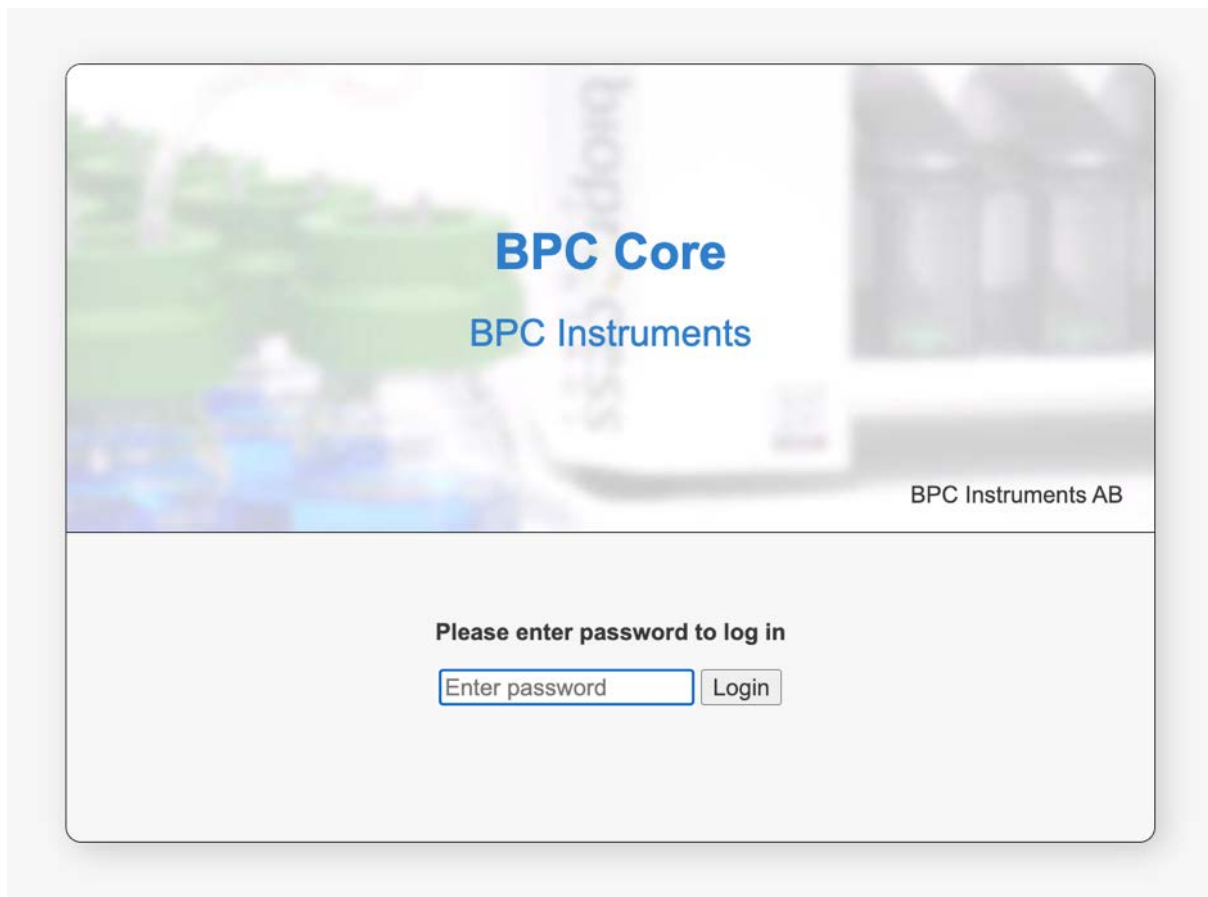 BPC Core
BPC Instruments
BPC Instruments AB
Please enter password to log in
Enter password Login